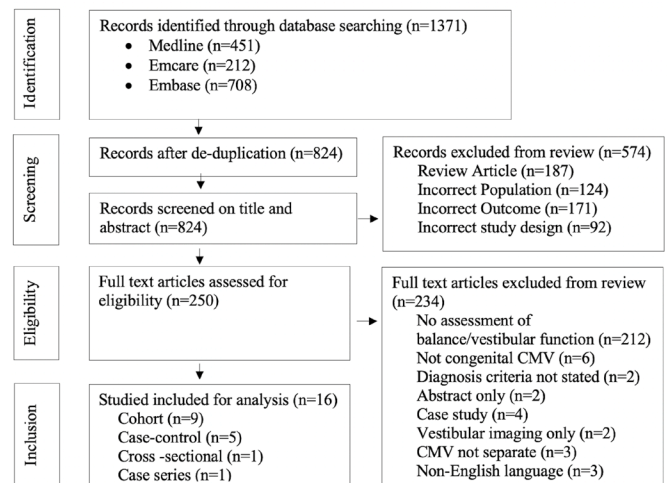 Identification
Records identified through database searching (n=1371)
• Medline (n=451)
• Emcare (n=212)
• Embase (n=708)
Screening
Records after de-duplication (n=824)
Records screened on title and
abstract (n=824)
Records excluded from review (n=574)
Review Article (n=187)
Incorrect Population (n=124)
Incorrect Outcome (n=171)
Incorrect study design (n=92)
Eligibility
Full text articles assessed for
eligibility (n=250)
Full text articles excluded from review
(n=234)
No assessment of
balance/vestibular function (n=212)
Not congenital CMV (n=6)
Diagnosis criteria not stated (n=2)
Abstract only (n=2)
Case study (n=4)
Vestibular imaging only (n=2)
CMV not separate (n=3)
Non-English language (n=3)
Inclusion
Studied included for analysis (n=16)
Cohort (n=9)
Case-control (n=5)
Cross -sectional (n=1)
Case series (n=1)